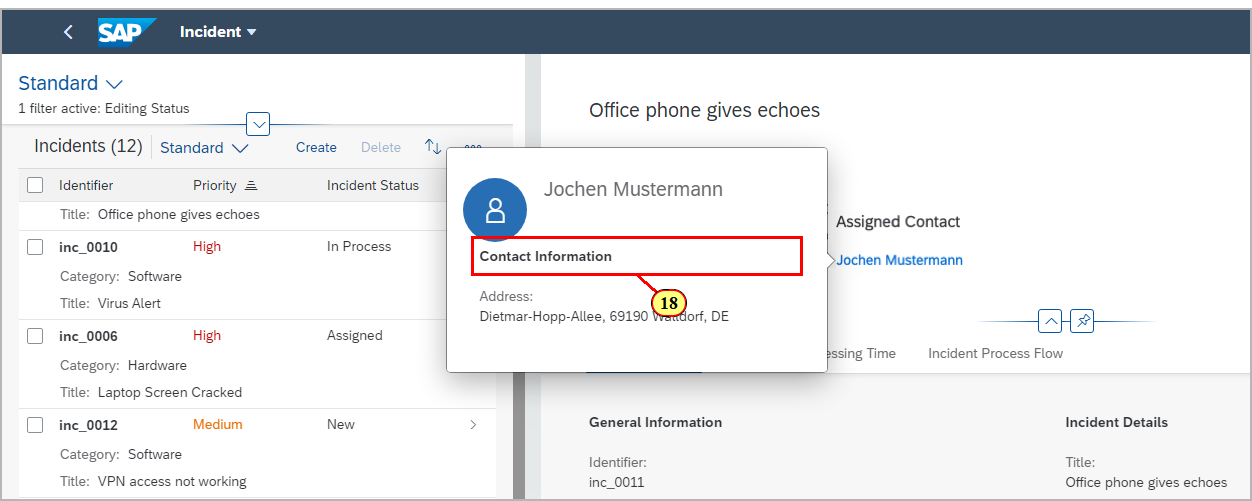 SAP Incident
Standard
1 filter active: Editing Status
Incidents (12) Standard Create Delete
Identifier Priority Incident Status
Title: Office phone gives echoes
inc_0010 High In Process
Category: Software
Title: Virus Alert
inc_0006 High Assigned
Category: Hardware
Title: Laptop Screen Cracked
inc_0012 Medium New
Category: Software
Title: VPN access not working
Jochen Mustermann
Contact Information
18
Address:
Dietmar-Hopp-Allee, 69190 Walldorf, DE
Office phone gives echoes
Assigned Contact
Jochen Mustermann
essing Time Incident Process Flow
General Information Incident Details
Identifier: Title:
inc_0011 Office phone gives echoes